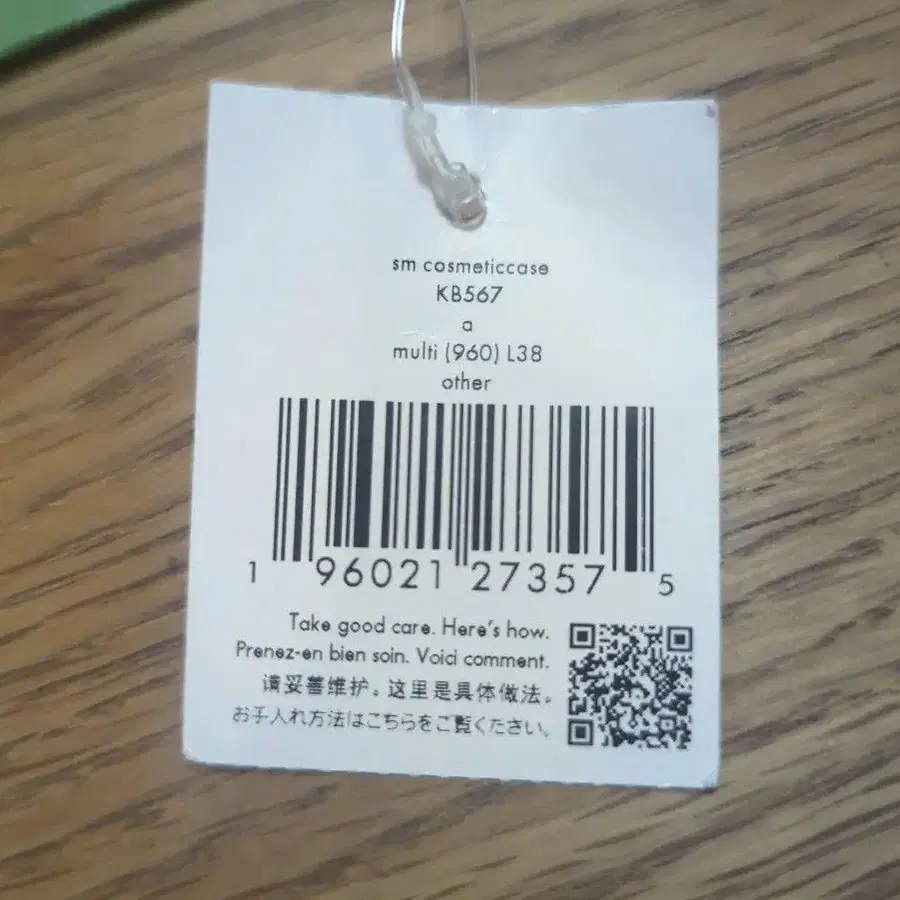 sm cosmeticcase
KB567
a
multi (960) L38
other
1 96021 27357 5
Take good care. Here's how.
Prenez-en bien soin. Voici comment.
请妥善维护。这里是具体做法。
お手入れ方法はこちらをご覧ください。